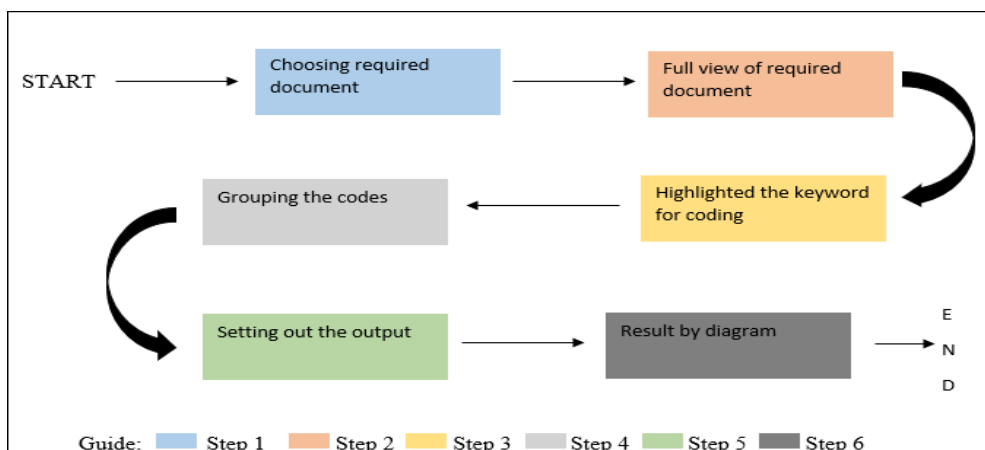 START
Choosing required
document
Full view of required
document
Highlighted the keyword
for coding
Grouping the codes
Setting out the output
Result by diagram
E
N
D
Guide: Step 1 Step 2 Step 3 Step 4 Step 5 Step 6